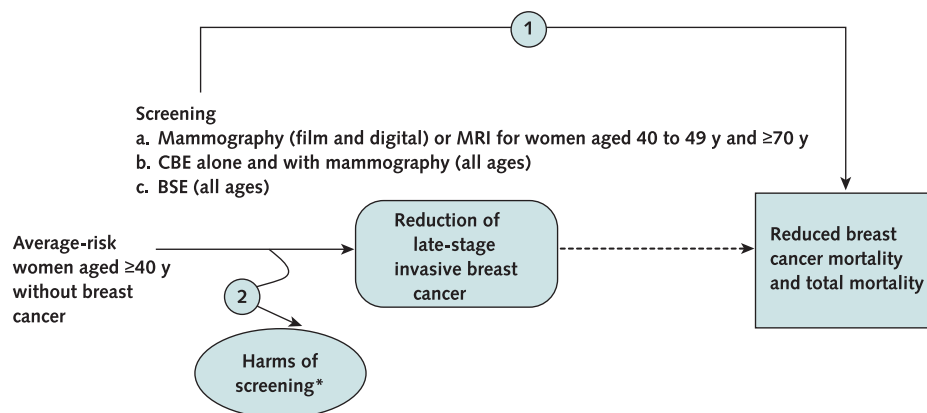 1
Screening
a. Mammography (film and digital) or MRI for women aged 40 to 49 y and ≥70 y
b. CBE alone and with mammography (all ages)
c. BSE (all ages)
Average-risk
women aged ≥40 y
without breast
cancer
Reduction of
late-stage
invasive breast
cancer
Reduced breast
cancer mortality
and total mortality
2
Harms of
screening*